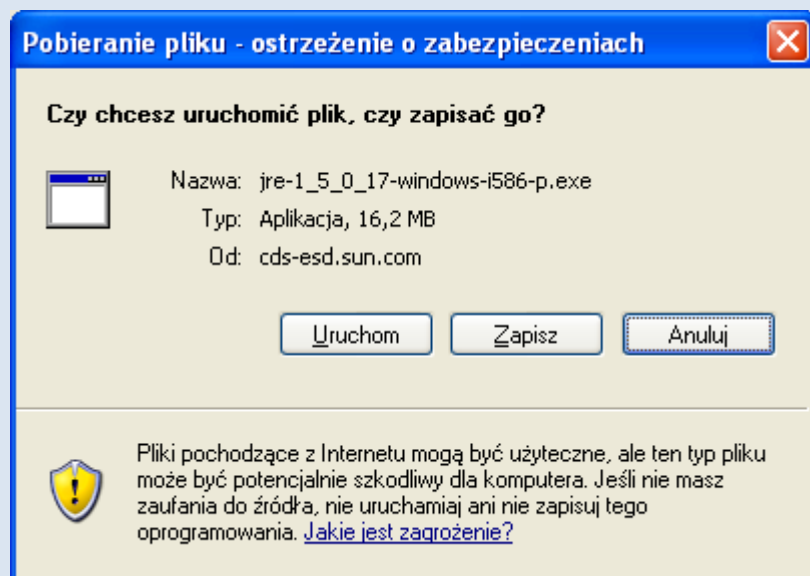 Pobieranie pliku - ostrzeżenie o zabezpieczeniach
Czy chcesz uruchomić plik, czy zapisać go?
Nazwa: jre-1_5_0_17-windows-i586-p.exe
Typ: Aplikacja, 16,2 MB
Od: cds-esd.sun.com
Uruchom Zapisz Anuluj
Pliki pochodzące z Internetu mogą być użyteczne, ale ten typ pliku
może być potencjalnie szkodliwy dla komputera. Jeśli nie masz
zaufania do źródła, nie uruchamiaj ani nie zapisuj tego
oprogramowania. Jakie jest zagrożenie?